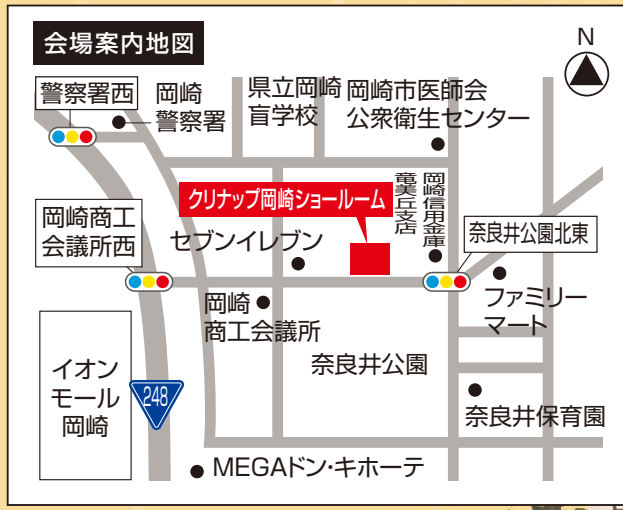 会場案内地図
N
警察署西
岡崎
警察署
県立岡崎
盲学校
岡崎市医師会
公衆衛生センター
クリナップ岡崎ショールーム
岡崎信用金庫
竜美丘支店
岡崎商工
会議所西
セブンイレブン
奈良井公園北東
岡崎
商工会議所
ファミリー
マート
イオン
モール
岡崎
248
奈良井公園
奈良井保育園
MEGAドン・キホーテ